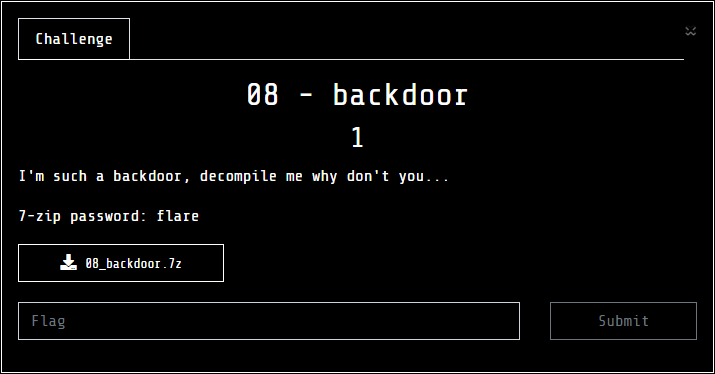 Challenge
08 - backdoor
1
I'm such a backdoor, decompile me why don't you...
7-zip password: flare
08_backdoor.7z
Flag
Submit